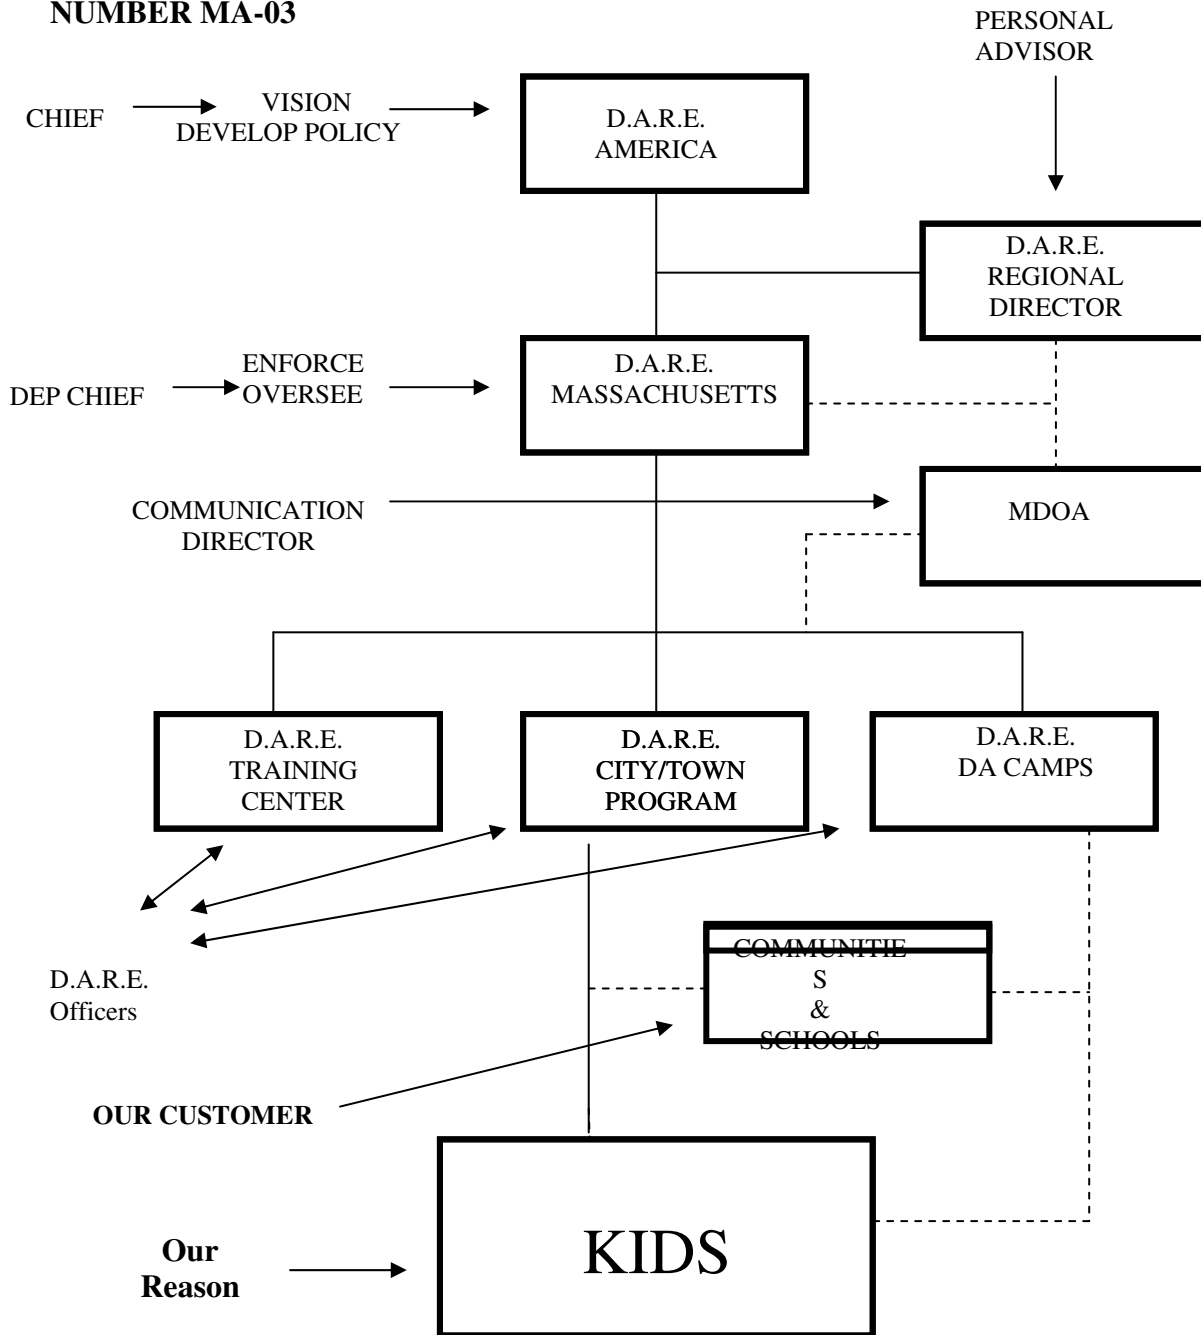 NUMBER MA-03
PERSONAL
ADVISOR
CHIEF
VISION
DEVELOP POLICY
D.A.R.E.
AMERICA
D.A.R.E.
REGIONAL
DIRECTOR
DEP CHIEF
ENFORCE
OVERSEE
D.A.R.E.
MASSACHUSETTS
COMMUNICATION
DIRECTOR
MDOA
D.A.R.E.
TRAINING
CENTER
D.A.R.E.
CITY/TOWN
PROGRAM
D.A.R.E.
DA CAMPS
D.A.R.E.
Officers
COMMUNITIE
S
&
SCHOOLS
OUR CUSTOMER
KIDS
Our
Reason